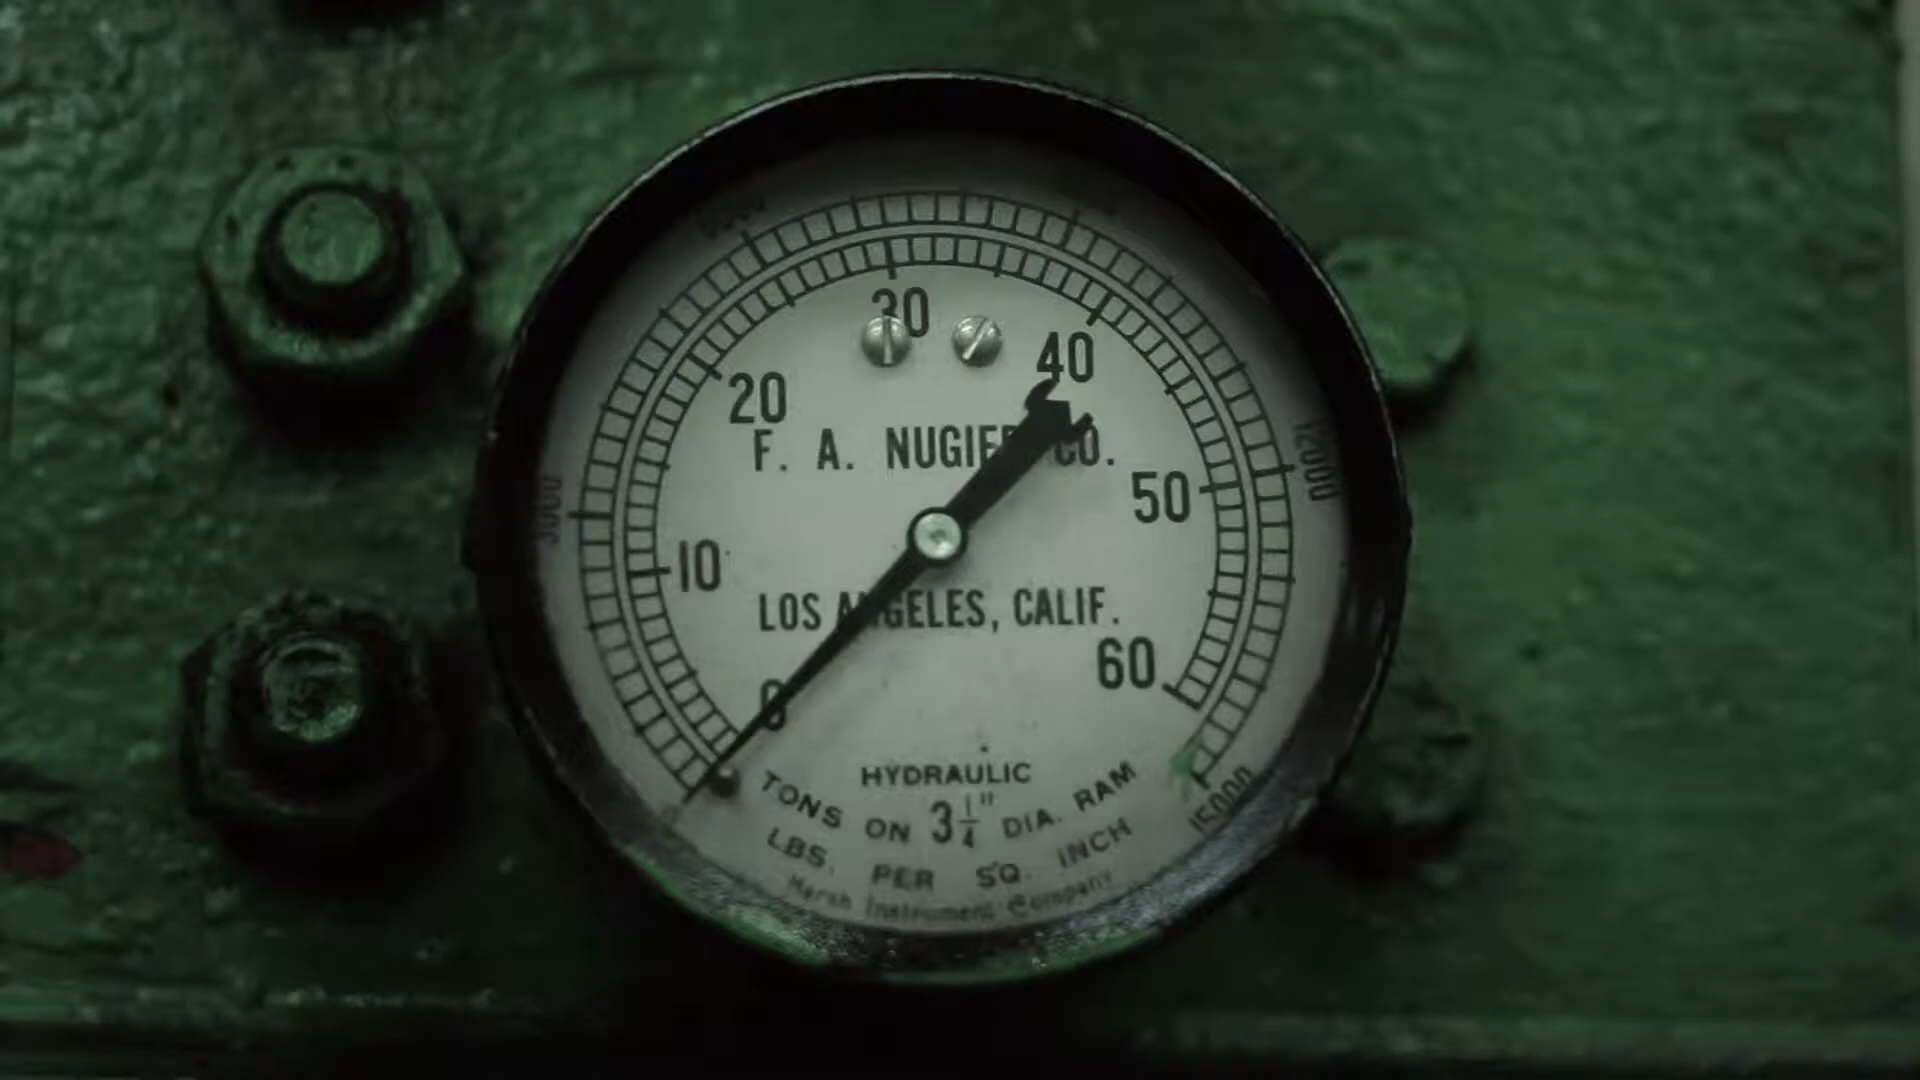 30
40
20
F. A. NUGIER CO.
50
10
LOS ANGELES, CALIF.
60
0
HYDRAULIC
TONS ON 3 1/4" DIA. RAM
LBS. PER SQ. INCH
Marsh Instrument Company
3000
12000
15000